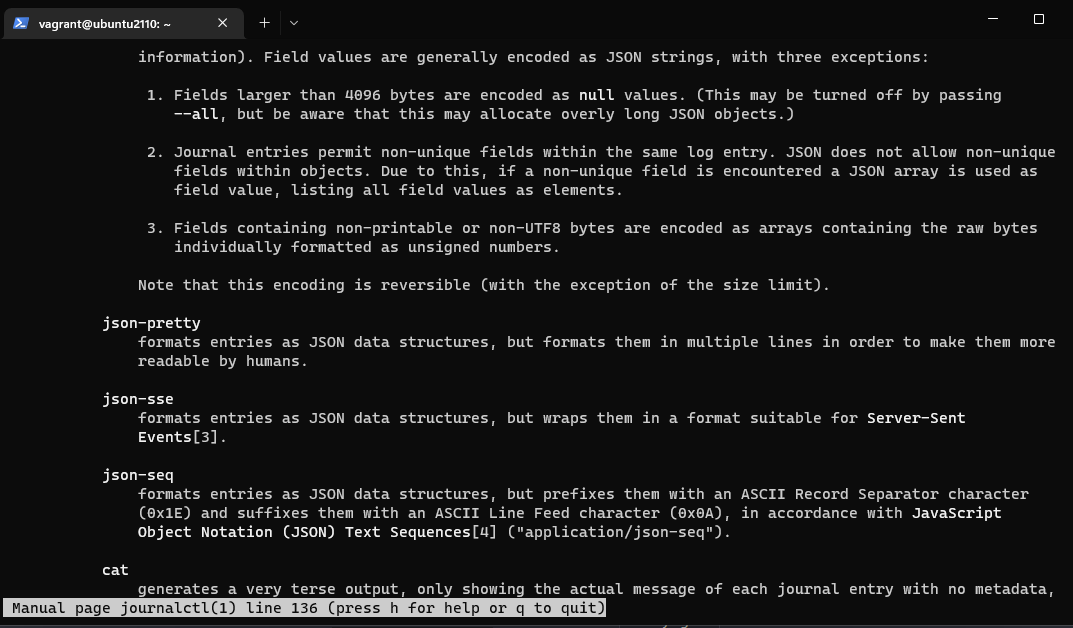 vagrant@ubuntu2110: ~
information). Field values are generally encoded as JSON strings, with three exceptions:
1. Fields larger than 4096 bytes are encoded as null values. (This may be turned off by passing
--all, but be aware that this may allocate overly long JSON objects.)
2. Journal entries permit non-unique fields within the same log entry. JSON does not allow non-unique
fields within objects. Due to this, if a non-unique field is encountered a JSON array is used as
field value, listing all field values as elements.
3. Fields containing non-printable or non-UTF8 bytes are encoded as arrays containing the raw bytes
individually formatted as unsigned numbers.
Note that this encoding is reversible (with the exception of the size limit).
json-pretty
formats entries as JSON data structures, but formats them in multiple lines in order to make them more
readable by humans.
json-sse
formats entries as JSON data structures, but wraps them in a format suitable for Server-Sent
Events[3].
json-seq
formats entries as JSON data structures, but prefixes them with an ASCII Record Separator character
(0x1E) and suffixes them with an ASCII Line Feed character (0x0A), in accordance with JavaScript
Object Notation (JSON) Text Sequences[4] ("application/json-seq").
cat
generates a very terse output, only showing the actual message of each journal entry with no metadata,
Manual page journalctl(1) line 136 (press h for help or q to quit)